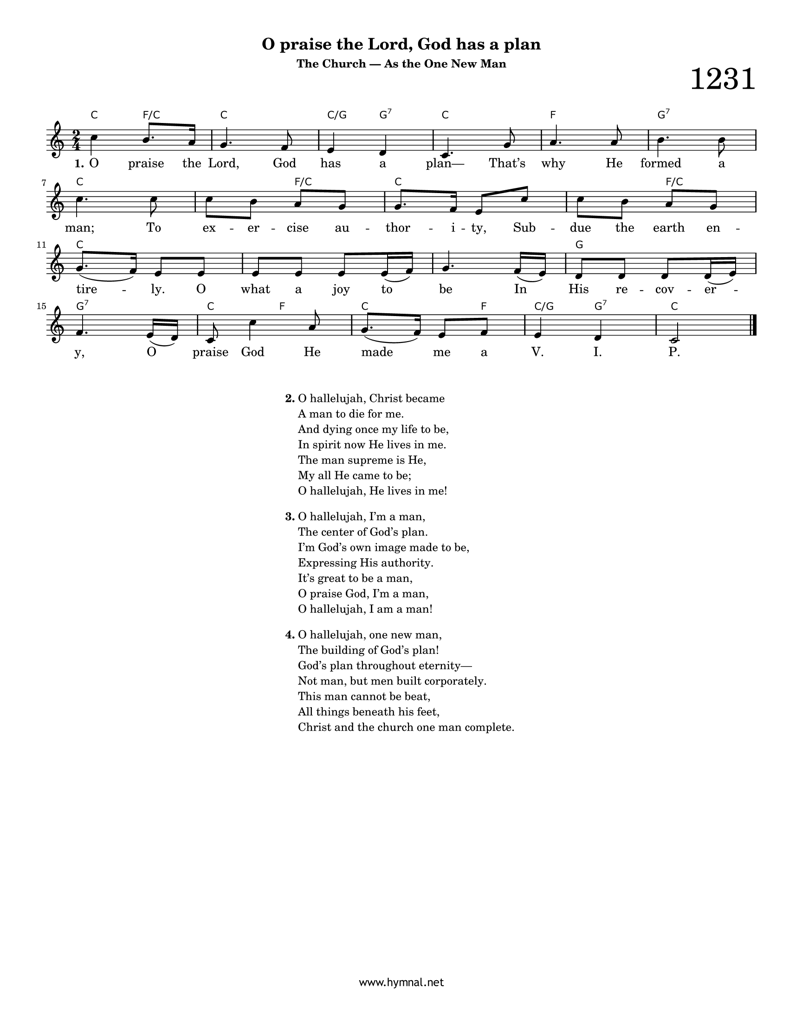 O praise the Lord, God has a plan
The Church — As the One New Man
1231
C F/C C C/G G7 C F G7
1. O praise the Lord, God has a plan— That's why He formed a
7 C F/C C F/C
man; To ex - er - cise au - thor - i - ty, Sub - due the earth en -
11 C G
tire - ly. O what a joy to be In His re - cov - er -
15 G7 C F C F C/G G7 C
y, O praise God He made me a V. I. P.
2. O hallelujah, Christ became
A man to die for me.
And dying once my life to be,
In spirit now He lives in me.
The man supreme is He,
My all He came to be;
O hallelujah, He lives in me!
3. O hallelujah, I'm a man,
The center of God's plan.
I'm God's own image made to be,
Expressing His authority.
It's great to be a man,
O praise God, I'm a man,
O hallelujah, I am a man!
4. O hallelujah, one new man,
The building of God's plan!
God's plan throughout eternity—
Not man, but men built corporately.
This man cannot be beat,
All things beneath his feet,
Christ and the church one man complete.
www.hymnal.net